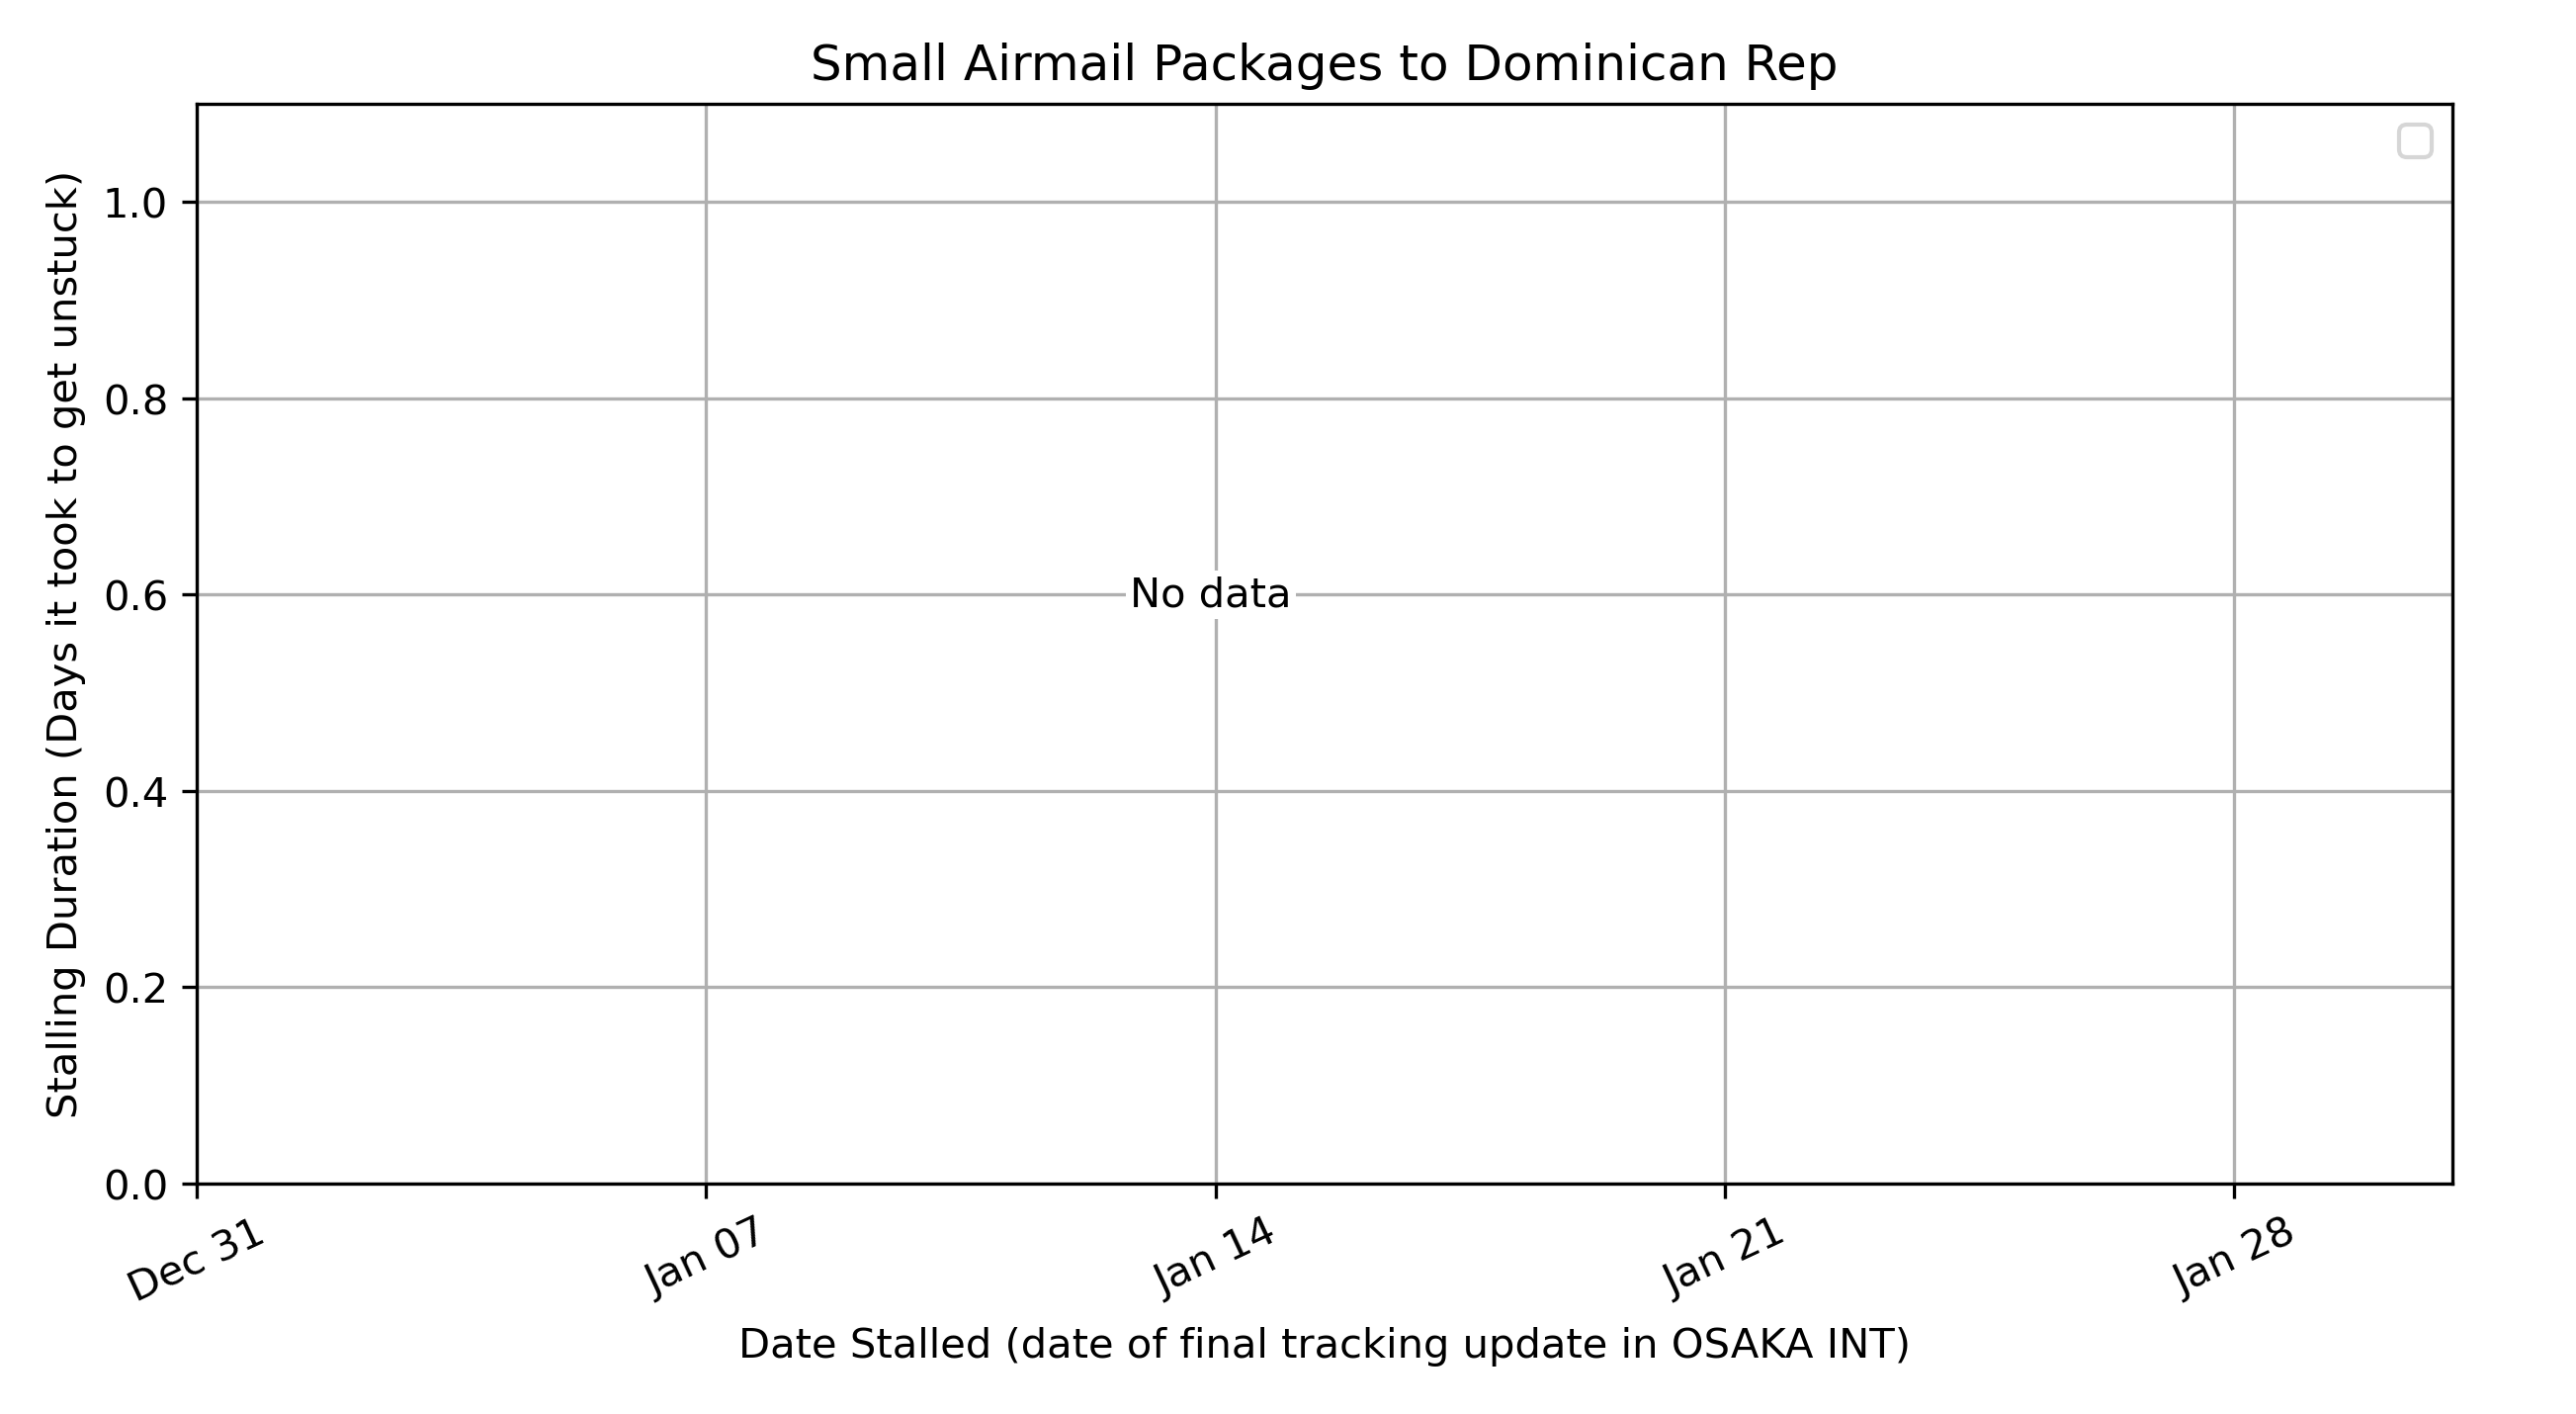 Small Airmail Packages to Dominican Rep
Stalling Duration (Days it took to get unstuck)
1.0
0.8
0.6
0.4
0.2
0.0
No data
Dec 31
Jan 07
Jan 14
Jan 21
Jan 28
Date Stalled (date of final tracking update in OSAKA INT)